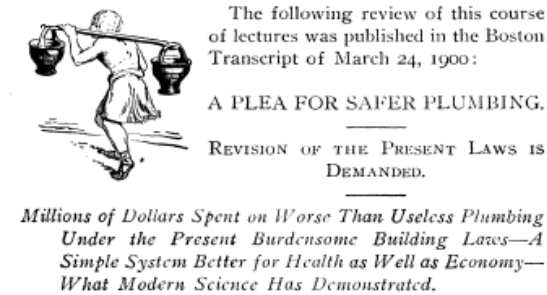 The following review of this course
of lectures was published in the Boston
Transcript of March 24, 1900:
A PLEA FOR SAFER PLUMBING.
REVISION OF THE PRESENT LAWS IS
DEMANDED.
Millions of Dollars Spent on Worse Than Useless Plumbing
Under the Present Burdensome Building Laws—A
Simple System Better for Health as Well as Economy—
What Modern Science Has Demonstrated.